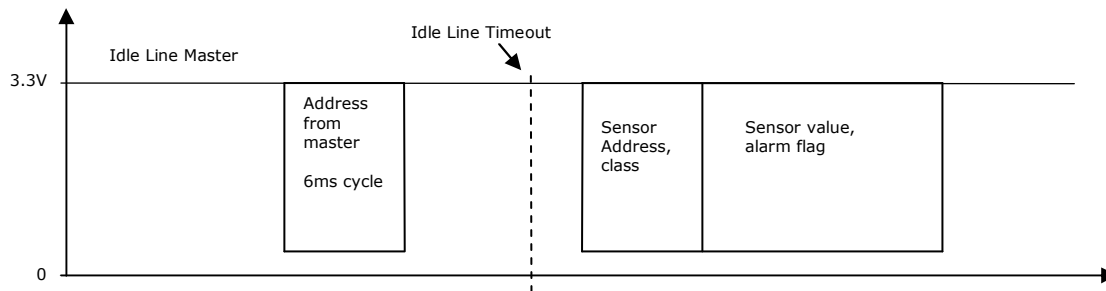 Idle Line Timeout
Idle Line Master
3.3V
Address
from
master
6ms cycle
Sensor
Address,
class
Sensor value,
alarm flag
0